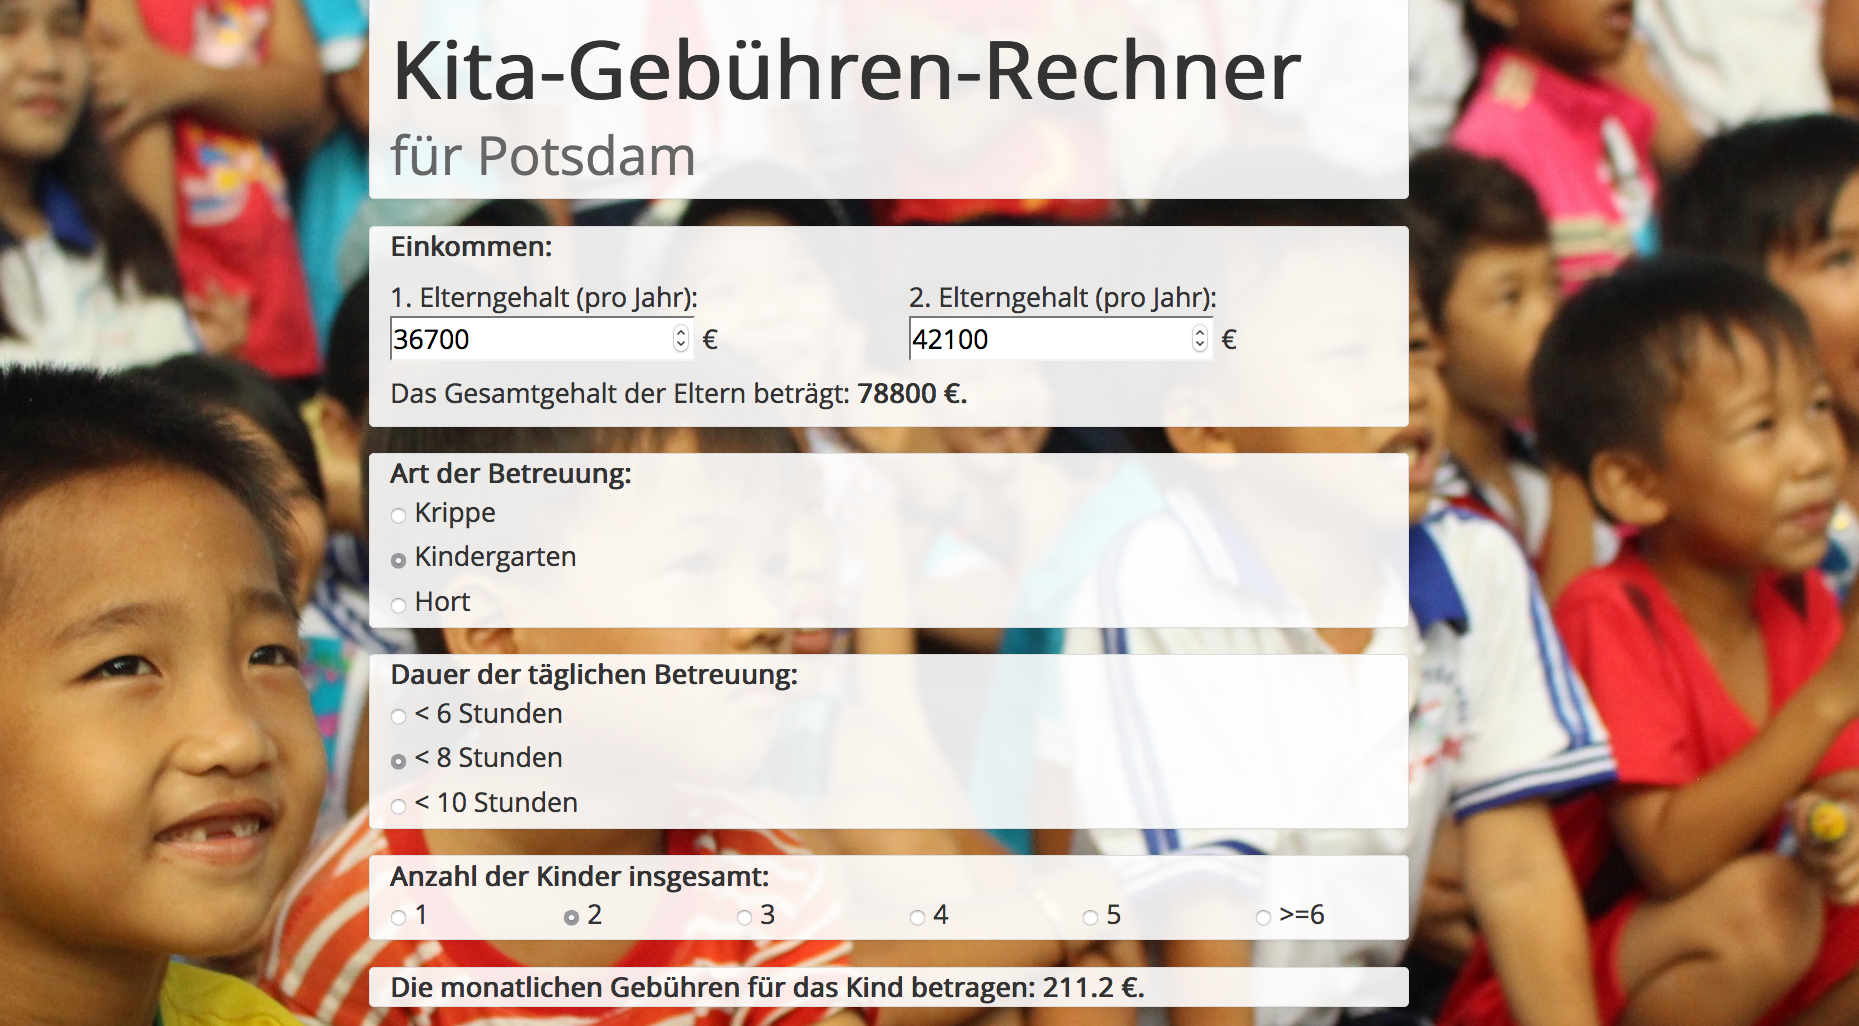 Kita-Gebühren-Rechner
für Potsdam
Einkommen:
1. Elterngehalt (pro Jahr):
36700 €
2. Elterngehalt (pro Jahr):
42100 €
Das Gesamtgehalt der Eltern beträgt: 78800 €.
Art der Betreuung:
Krippe
Kindergarten
Hort
Dauer der täglichen Betreuung:
< 6 Stunden
< 8 Stunden
< 10 Stunden
Anzahl der Kinder insgesamt:
1 2 3 4 5 >=6
Die monatlichen Gebühren für das Kind betragen: 211.2 €.